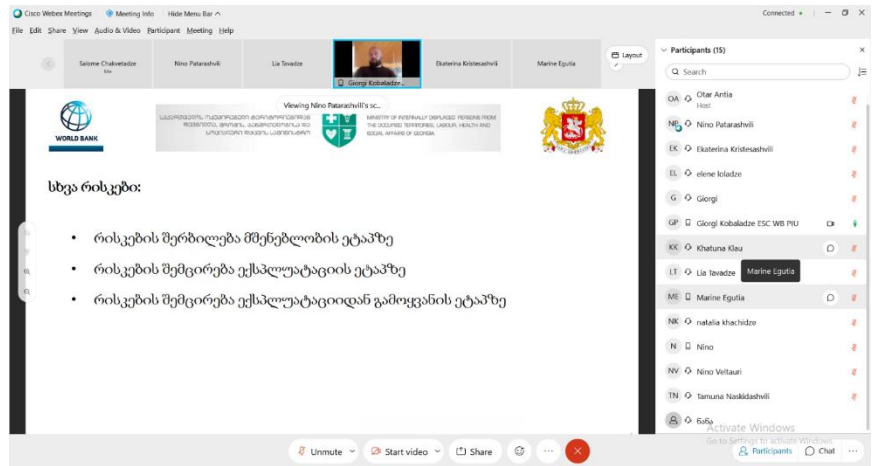 Cisco Webex Meetings Meeting Info Hide Menu Bar
Connected
File Edit Share View Audio & Video Participant Meeting Help
Salome Chakvetadze
Me
Nino Patarashvili
Lia Tavadze
Giorgi Kobaladze...
Ekaterina Kristesashvili
Marine Egutia
Layout
Viewing Nino Patarashvili's sc...
WORLD BANK
MINISTRY OF INTERNALLY DISPLACED PERSONS FROM
THE OCCUPIED TERRITORIES, LABOUR, HEALTH AND
SOCIAL AFFAIRS OF GEORGIA
სხვა რისკები:
• რისკების შერბილება მშენებლობის ეტაპზე
• რისკების შემცირება ექსპლუატაციის ეტაპზე
• რისკების შემცირება ექსპლუატაციიდან გამოყვანის ეტაპზე
Participants (15)
Search
OA Otar Antia
Host
NP Nino Patarashvili
EK Ekaterina Kristesashvili
EL elene loladze
G Giorgi
GP Giorgi Kobaladze ESC WB PIU
KK Khatuna Klau
LT Lia Tavadze
Marine Egutia
ME Marine Egutia
NK natalia khachidze
N Nino
NV Nino Veltauri
TN Tamuna Naskidashvili
ნანა
Activate Windows
Go to Settings to activate Windows.
Unmute Start video Share
Participants Chat